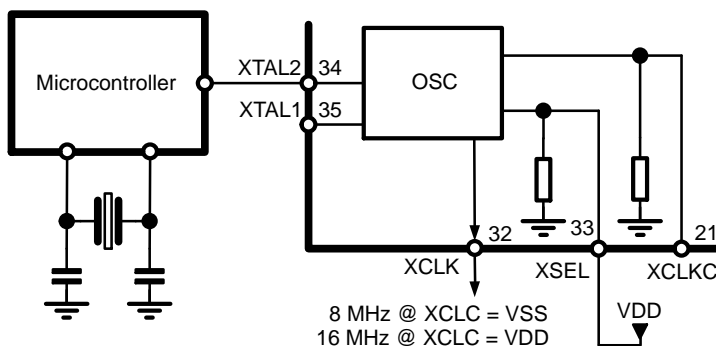 Microcontroller
XTAL2
34
OSC
XTAL1
35
32
33
21
XCLK
XSEL
XCLKC
8 MHz @ XCLC = VSS
16 MHz @ XCLC = VDD
VDD